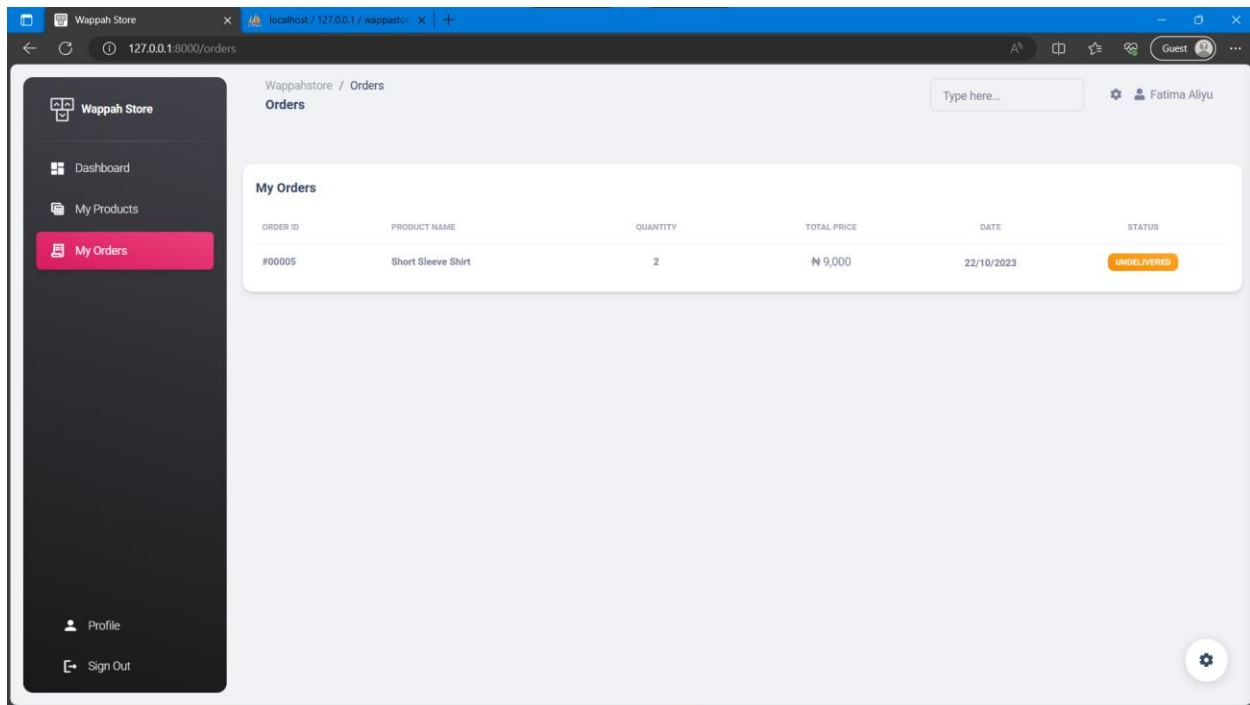 Wappah Store
localhost / 127.0.0.1 / wappastor
127.0.0.1:8000/orders
Guest
Wappah Store
Dashboard
My Products
My Orders
Profile
Sign Out
Wappahstore / Orders
Orders
Type here...
Fatima Aliyu
My Orders
ORDER ID PRODUCT NAME QUANTITY TOTAL PRICE DATE STATUS
#00005 Short Sleeve Shirt 2 ₦ 9,000 22/10/2023 UNDELIVERED